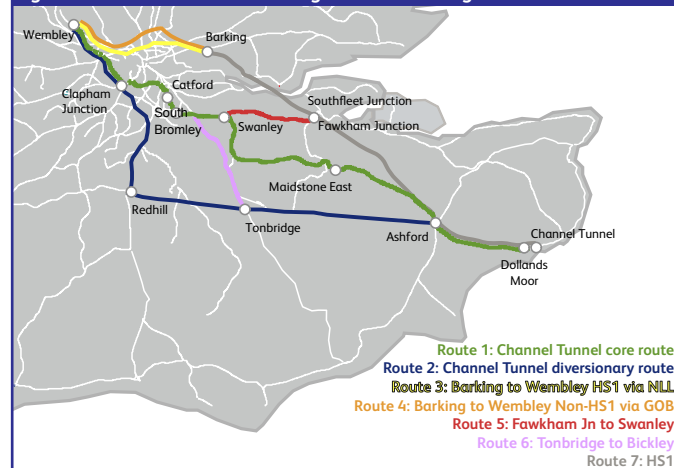 Wembley
Barking
Clapham
Junction
Catford
South
Bromley
Swanley
Southfleet Junction
Fawkham Junction
Maidstone East
Redhill
Tonbridge
Ashford
Channel Tunnel
Dollands
Moor
Route 1: Channel Tunnel core route
Route 2: Channel Tunnel diversionary route
Route 3: Barking to Wembley HS1 via NLL
Route 4: Barking to Wembley Non-HS1 via GOB
Route 5: Fawkham Jn to Swanley
Route 6: Tonbridge to Bickley
Route 7: HS1